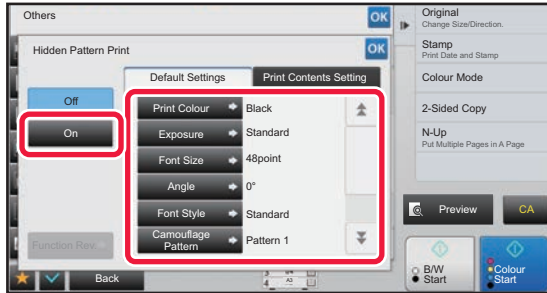 Others
OK
Hidden Pattern Print
OK
Default Settings
Print Contents Setting
Off
On
Print Colour
Black
Exposure
Standard
Font Size
48point
Angle
0°
Font Style
Standard
Camouflage
Pattern
Pattern 1
Function Rev.
Back
Original
Change Size/Direction.
Stamp
Print Date and Stamp
Colour Mode
2-Sided Copy
N-Up
Put Multiple Pages in A Page
Preview
CA
B/W
Start
Colour
Start